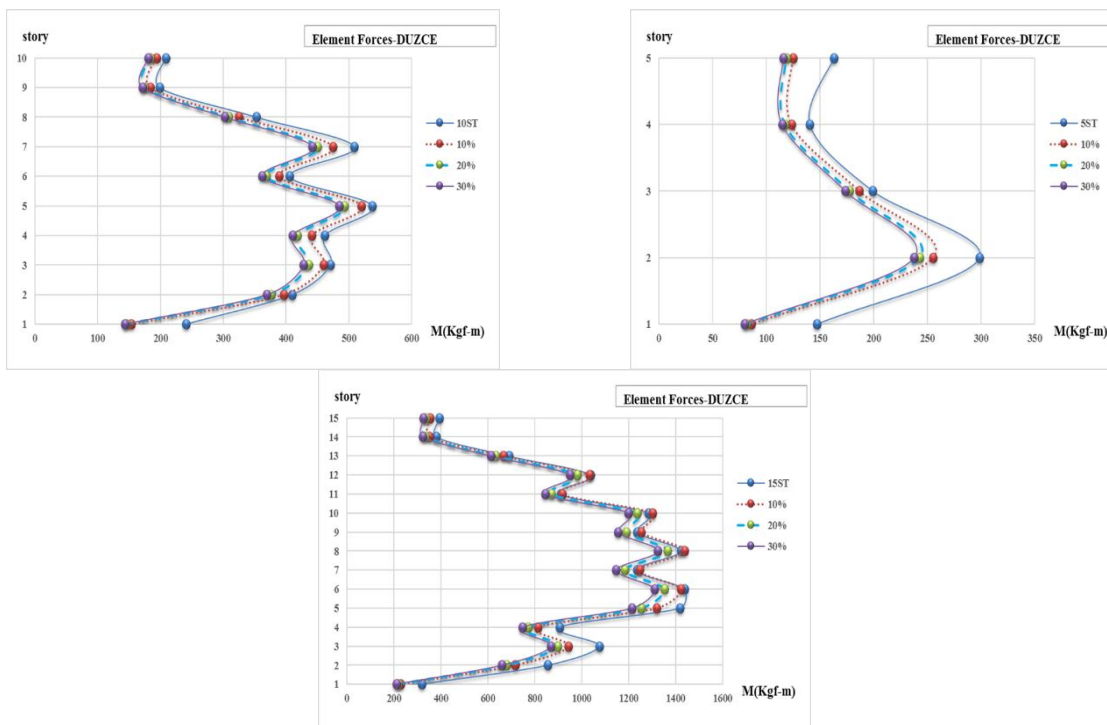 story
Element Forces-DUZCE
10
9
8
7
6
5
4
3
2
1
10ST
10%
20%
30%
M(Kgf-m)
0 100 200 300 400 500 600
story
Element Forces-DUZCE
5
4
3
2
1
5ST
10%
20%
30%
M(Kgf-m)
0 50 100 150 200 250 300 350
story
Element Forces-DUZCE
15
14
13
12
11
10
9
8
7
6
5
4
3
2
1
15ST
10%
20%
30%
M(Kgf-m)
0 200 400 600 800 1000 1200 1400 1600